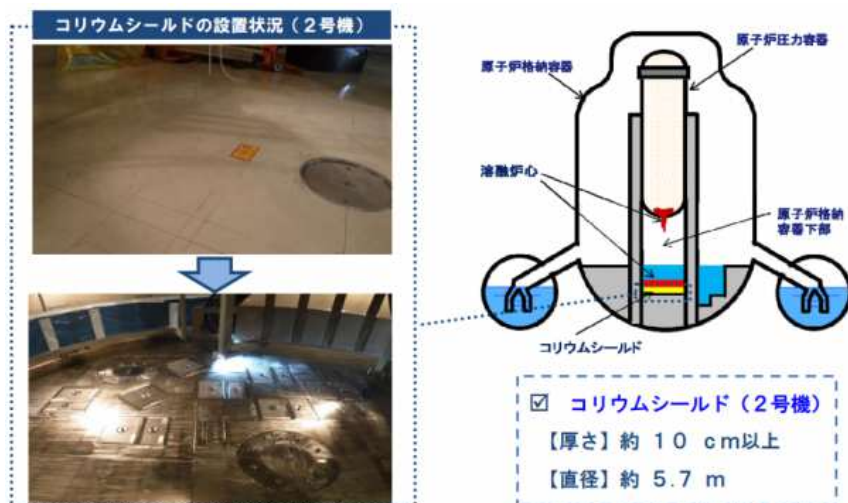 コリウムシールドの設置状況（２号機）
原子炉格納容器
原子炉圧力容器
溶融炉心
原子炉格納
容器下部
コリウムシールド
☑ コリウムシールド（２号機）
【厚さ】約 １０ ｃｍ以上
【直径】約 ５.７ ｍ